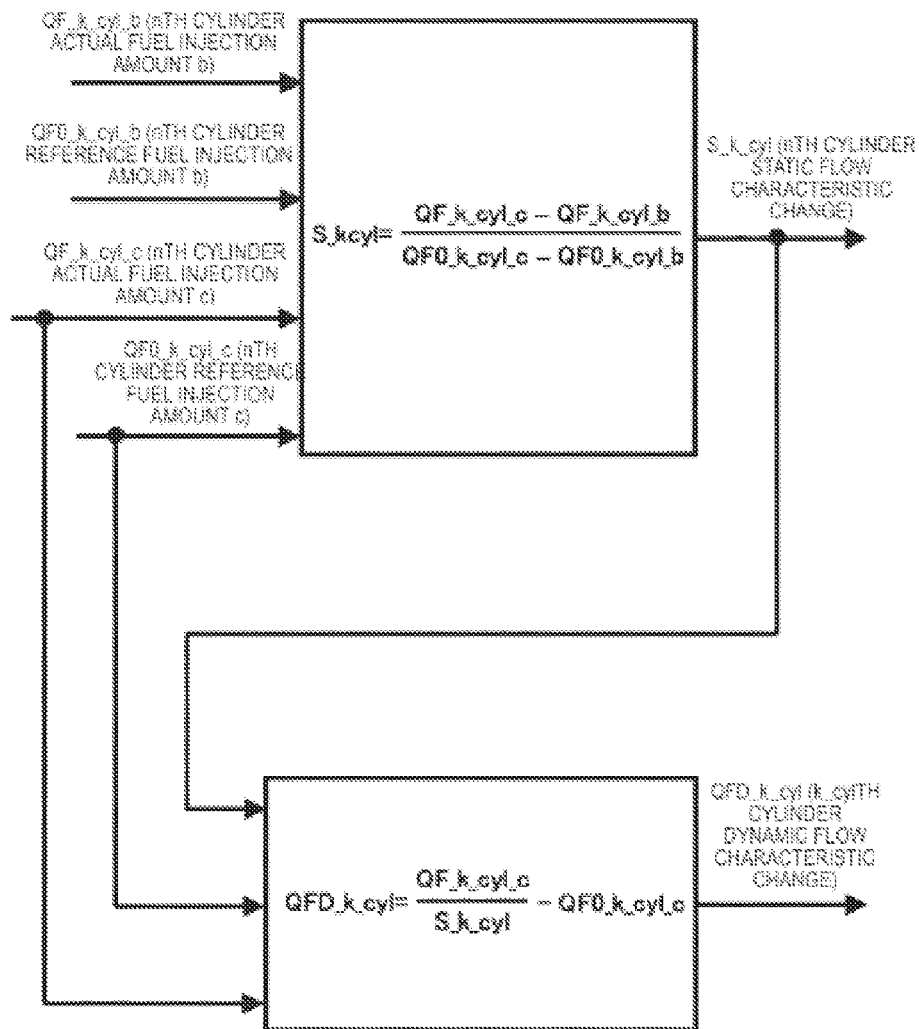 QF_k_cyl_b (nTH CYLINDER
ACTUAL FUEL INJECTION
AMOUNT b)
QF0_k_cyl_b (nTH CYLINDER
REFERENCE FUEL INJECTION
AMOUNT b)
QF_k_cyl_c (nTH CYLINDER
ACTUAL FUEL INJECTION
AMOUNT c)
QF0_k_cyl_c (nTH
CYLINDER REFERENCE
FUEL INJECTION
AMOUNT c)
S_kcyl= QF_k_cyl_c – QF_k_cyl_b
QF0_k_cyl_c – QF0_k_cyl_b
S_k_cyl (nTH CYLINDER
STATIC FLOW
CHARACTERISTIC
CHANGE)
QFD_k_cyl= QF_k_cyl_c – QF0_k_cyl_c
S_k_cyl
QFD_k_cyl (k_cylTH
CYLINDER
DYNAMIC FLOW
CHARACTERISTIC
CHANGE)